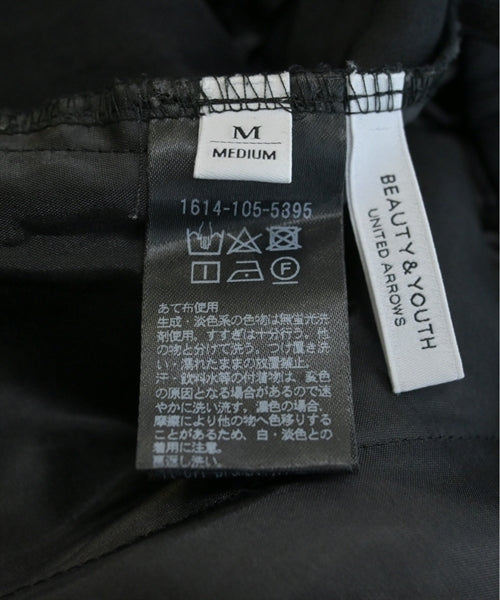 M
MEDIUM
1614-105-5395
あて布使用
生成・淡色系の色物は無蛍光洗
剤使用。すすぎは十分行う。他
の物と分けて洗う。つけ置き洗
い・濡れたままの放置禁止。
汗・飲料水等の付着物は、変色
の原因となる場合があるので速
やかに洗い流す。濃色の場合、
摩擦により他の物へ色移りする
ことがあるため、白・淡色との
着用に注意。
裏返し洗い。
BEAUTY & YOUTH
UNITED ARROWS